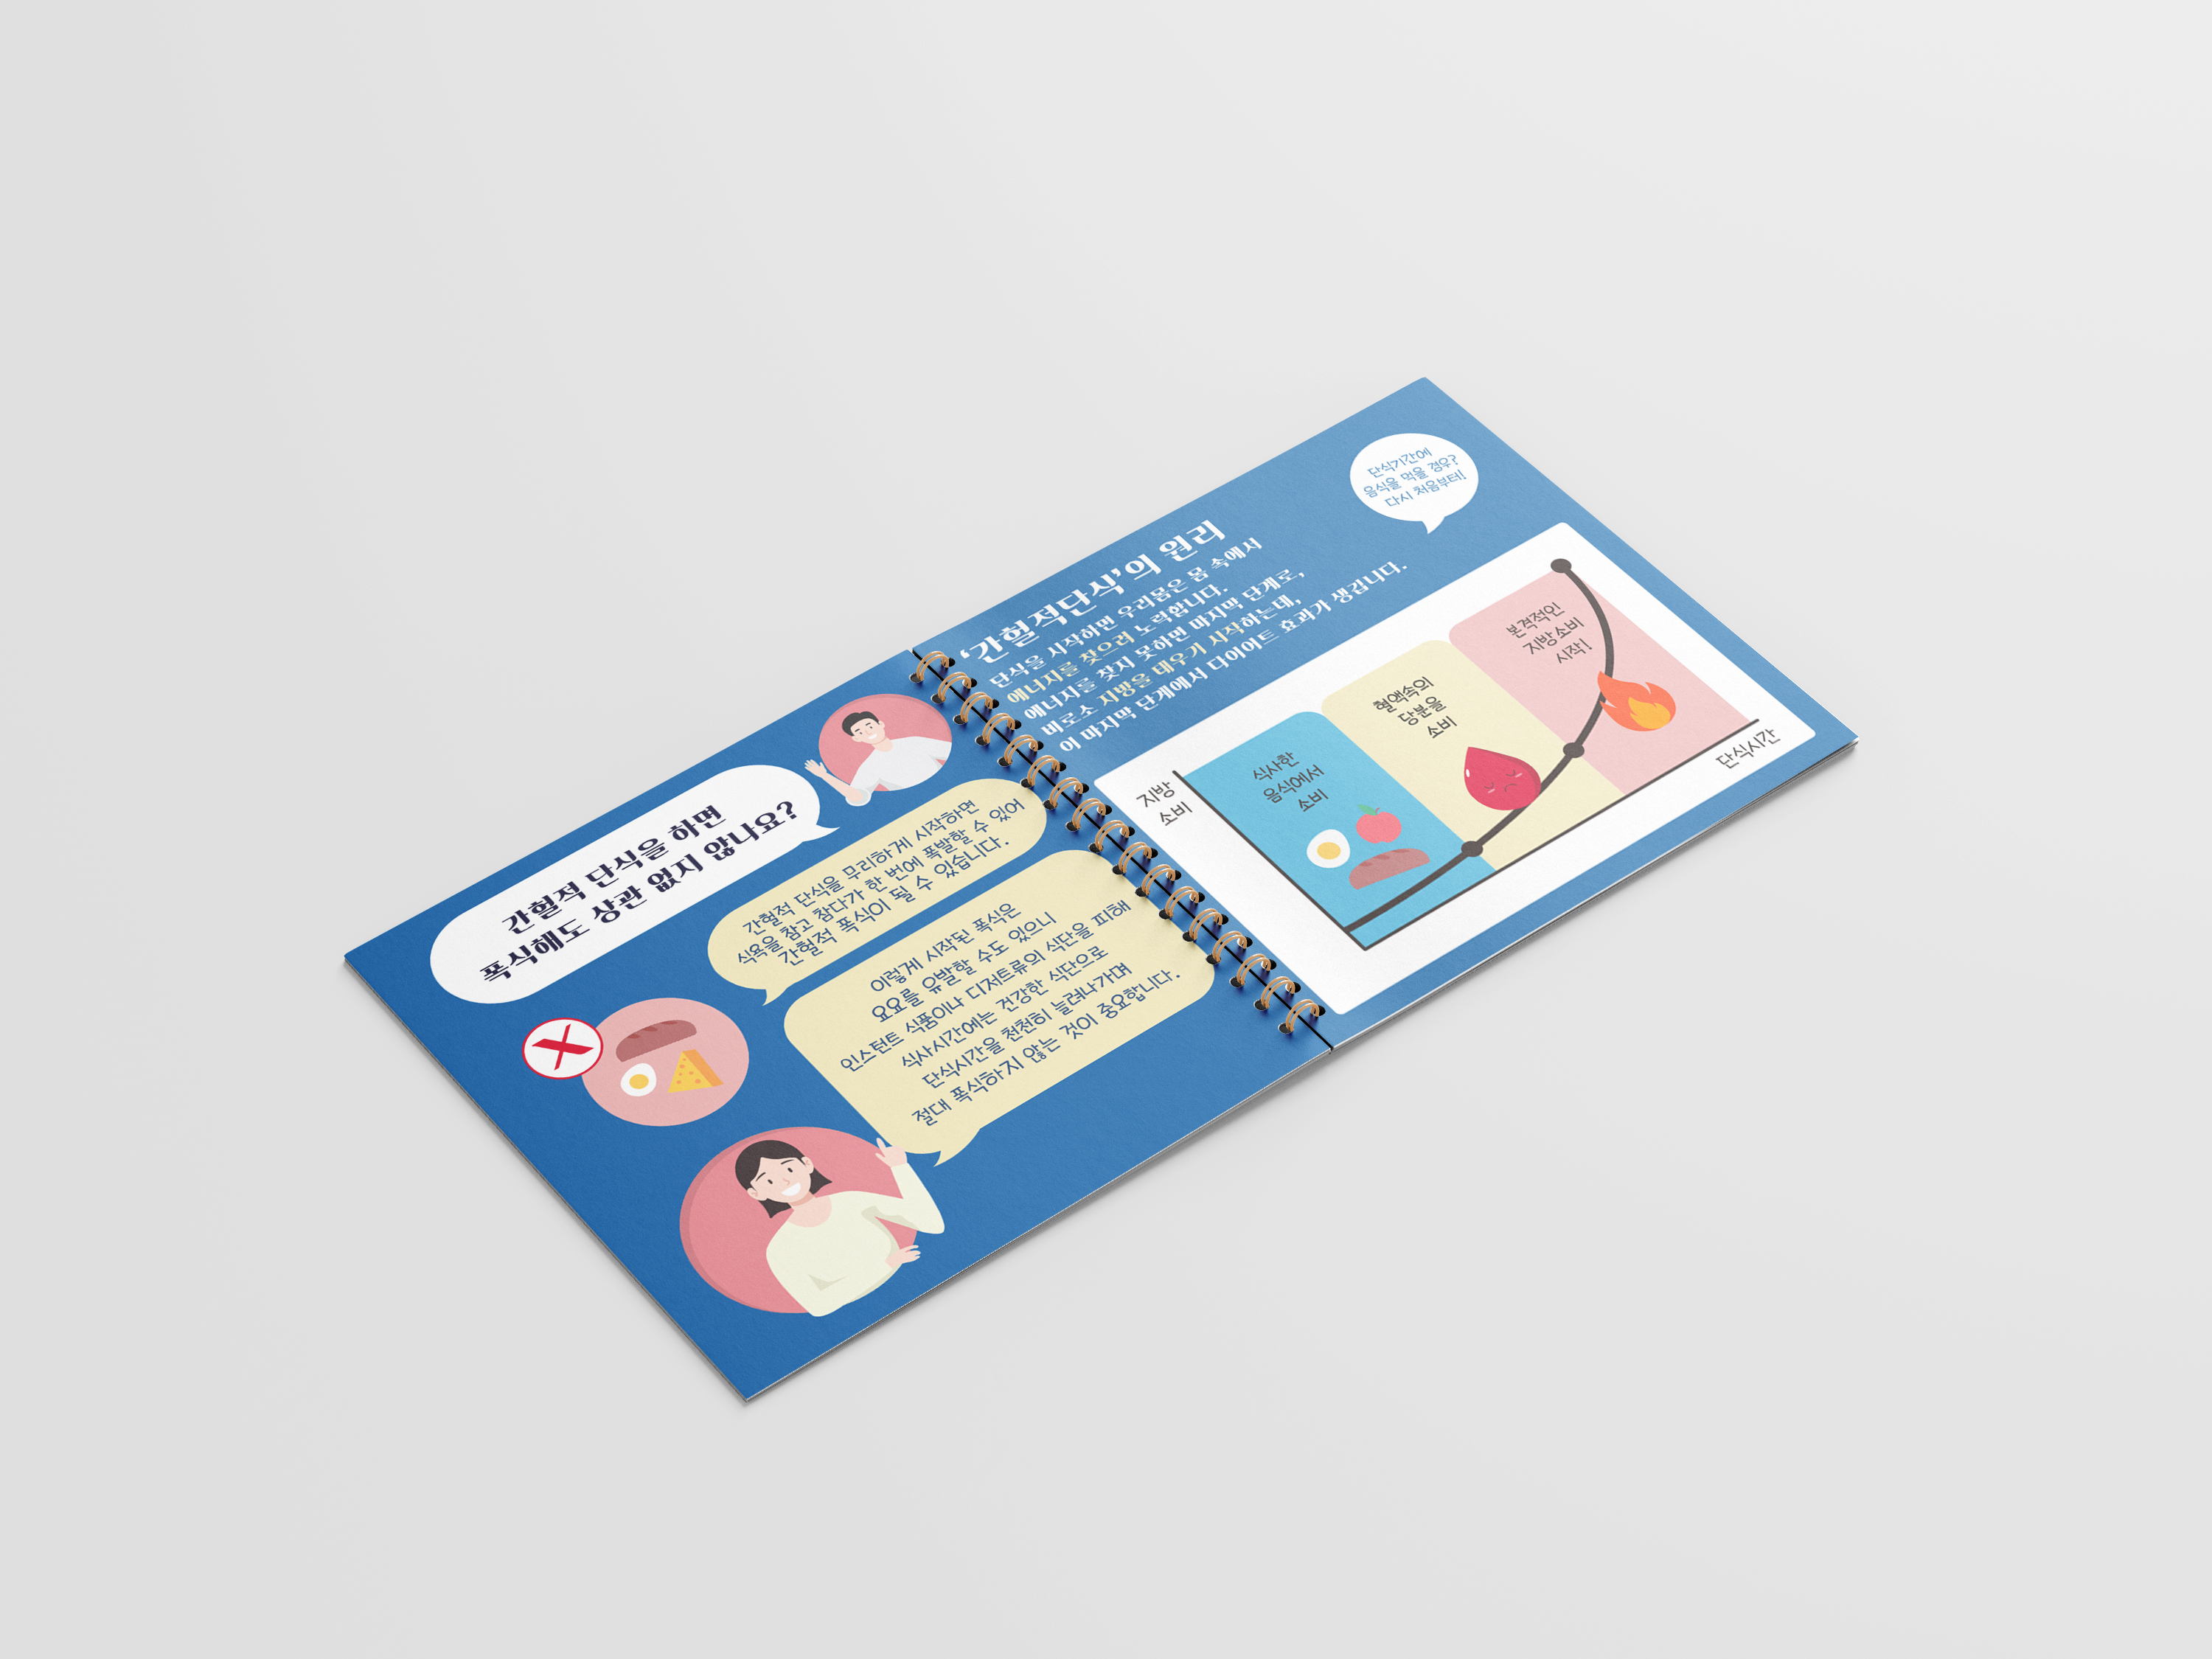 간헐적 단식을 하면
폭식해도 상관 없지 않나요?
간헐적 단식을 무리하게 시작하면
식욕을 참고 참다가 한 번에 폭발할 수 있어
간헐적 폭식이 될 수 있습니다.
이렇게 시작된 폭식은
요요를 유발할 수도 있으니
인스턴트 식품이나 디저트류의 식단을 피해
식사시간에는 건강한 식단으로
단식시간을 천천히 늘려나가며
절대 폭식하지 않는 것이 중요합니다.
‘간헐적단식’의 원리
단식을 시작하면 우리몸은 몸 속에서
에너지를 찾으려 노력합니다.
에너지를 찾지 못하면 마지막 단계로,
비로소 지방을 태우기 시작하는데,
이 마지막 단계에서 다이어트 효과가 생깁니다.
단식기간에
음식을 먹을 경우?
다시 처음부터!
지방
소비
식사한
음식에서
소비
혈액속의
당분을
소비
본격적인
지방소비
시작!
단식시간